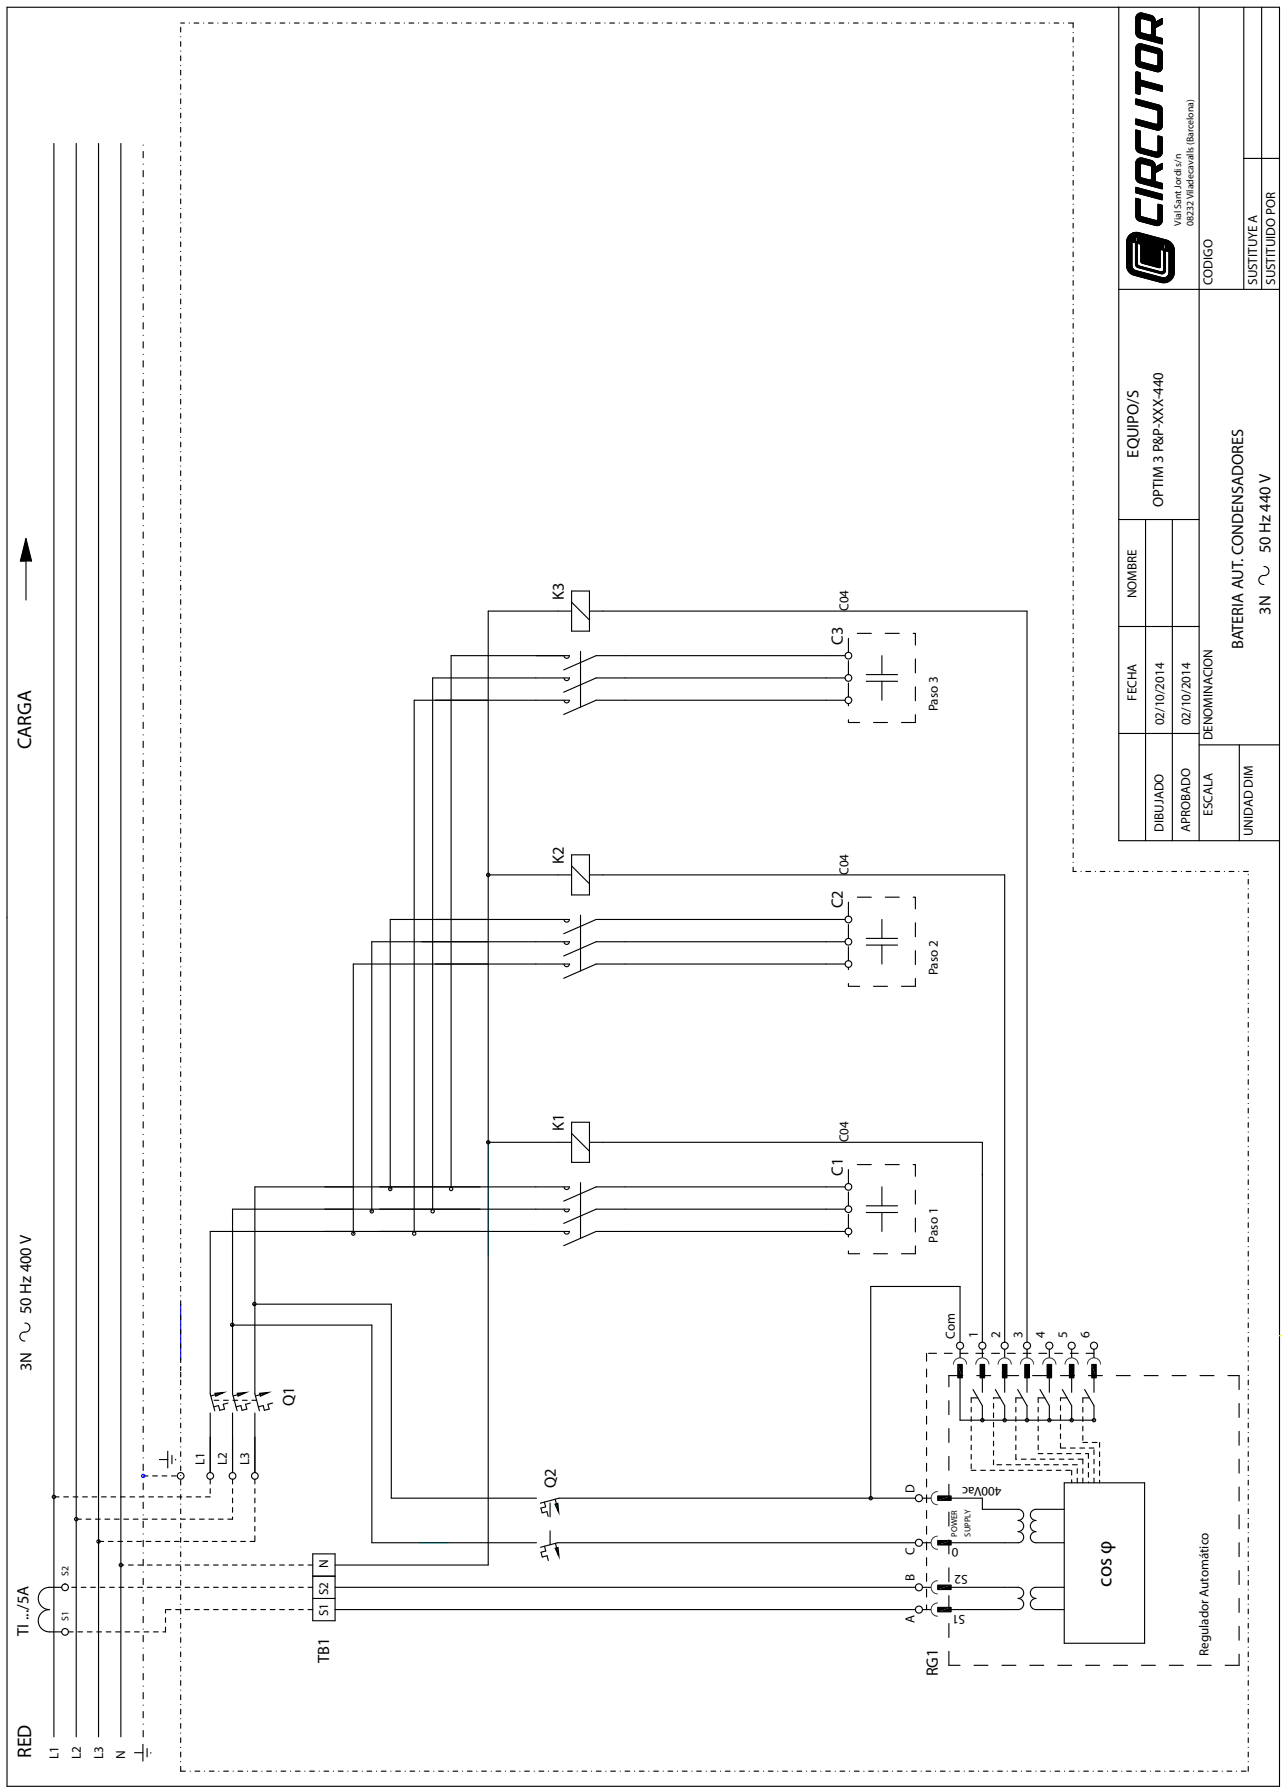 RED
TI .../5A
3N 50 Hz 400 V
CARGA
L1
L2
L3
N
S1
S2
L1
L2
L3
Q1
TB1
S1
S2
N
Q2
K1
K2
K3
C04
C04
C04
C1
C2
C3
Paso 1
Paso 2
Paso 3
RG1
A
B
C
D
S1
S2
0
POWER
SUPPLY
400Vac
Com
1
2
3
4
5
6
cos φ
Regulador Automático
FECHA
NOMBRE
EQUIPO/S
DIBUJADO
02/10/2014
OPTIM 3 P&P-XXX-440
APROBADO
02/10/2014
CIRCUTOR
Vial Sant Jordi s/n
08232 Viladecavalls (Barcelona)
ESCALA
DENOMINACION
CODIGO
BATERIA AUT. CONDENSADORES
3N 50 Hz 440 V
UNIDAD DIM
SUSTITUYE A
SUSTITUIDO POR